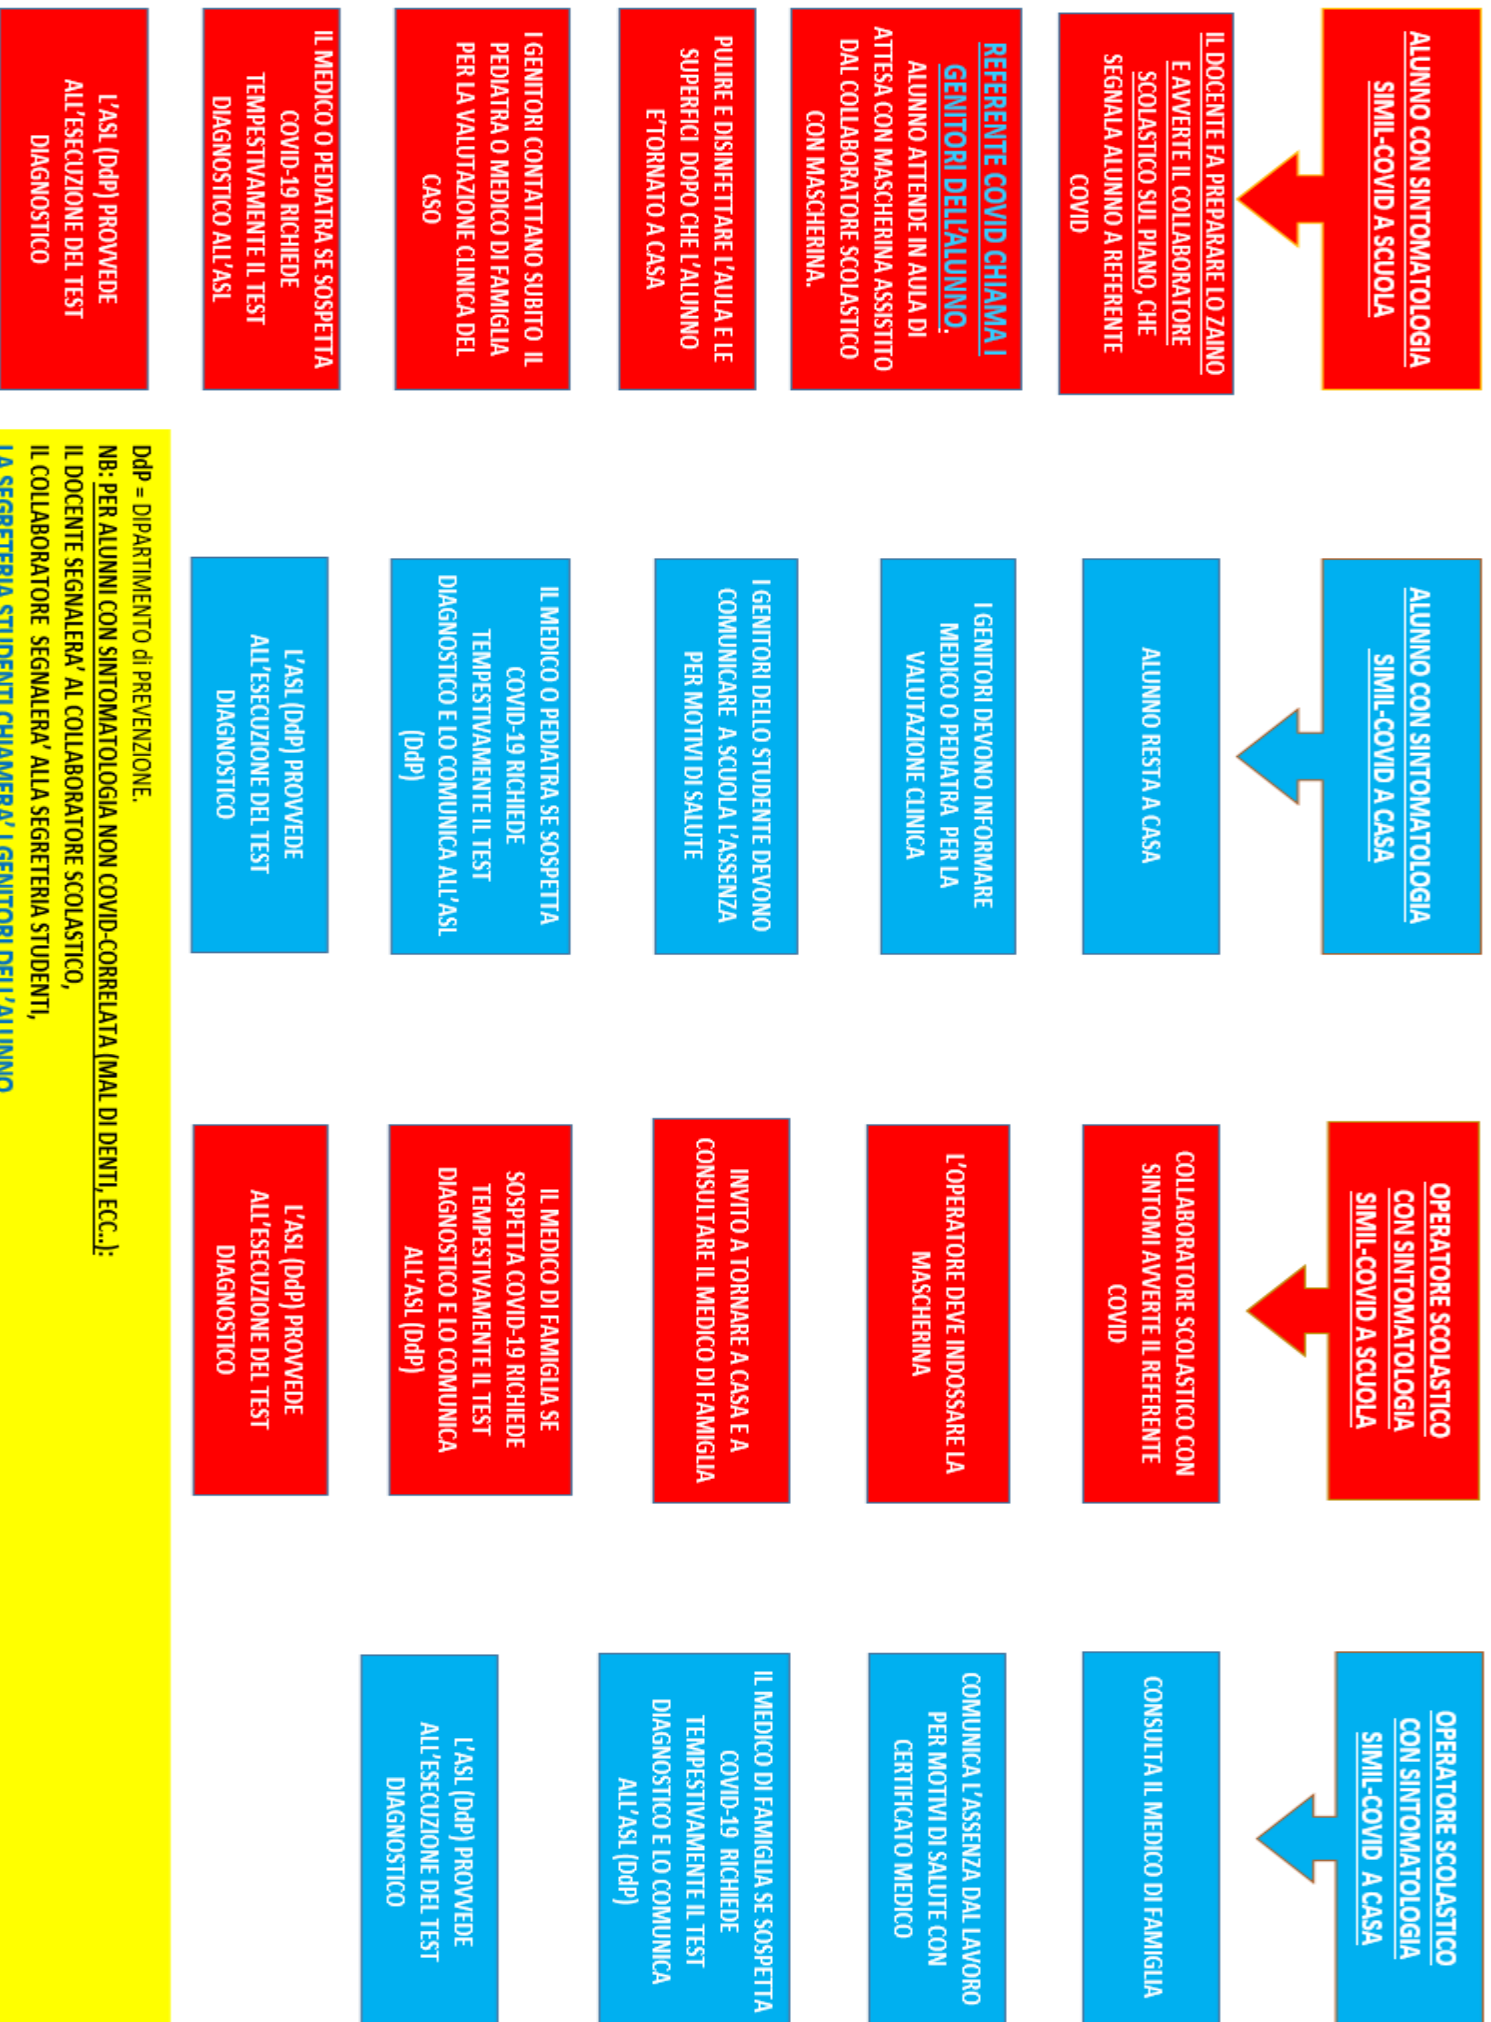 ALUNNO CON SINTOMATOLOGIA
SIMIL-COVID A SCUOLA
IL DOCENTE FA PREPARARE LO ZAINO
E AVVERTE IL COLLABORATORE
SCOLASTICO SUL PIANO, CHE
SEGNALA ALUNNO A REFERENTE
COVID
REFERENTE COVID CHIAMA I
GENITORI DELL'ALUNNO.
ALUNNO ATTENDE IN AULA DI
ATTESA CON MASCHERINA ASSISTITO
DAL COLLABORATORE SCOLASTICO
CON MASCHERINA.
PULIRE E DISINFETTARE L'AULA E LE
SUPERFICI DOPO CHE L'ALUNNO
E'TORNATO A CASA
I GENITORI CONTATTANO SUBITO IL
PEDIATRA O MEDICO DI FAMIGLIA
PER LA VALUTAZIONE CLINICA DEL
CASO
IL MEDICO O PEDIATRA SE SOSPETTA
COVID-19 RICHIEDE
TEMPESTIVAMENTE IL TEST
DIAGNOSTICO ALL'ASL
L'ASL (DdP) PROVVEDE
ALL'ESECUZIONE DEL TEST
DIAGNOSTICO
ALUNNO CON SINTOMATOLOGIA
SIMIL-COVID A CASA
ALUNNO RESTA A CASA
I GENITORI DEVONO INFORMARE
MEDICO O PEDIATRA PER LA
VALUTAZIONE CLINICA
I GENITORI DELLO STUDENTE DEVONO
COMUNICARE A SCUOLA L'ASSENZA
PER MOTIVI DI SALUTE
IL MEDICO O PEDIATRA SE SOSPETTA
COVID-19 RICHIEDE
TEMPESTIVAMENTE IL TEST
DIAGNOSTICO E LO COMUNICA ALL'ASL
(DdP)
L'ASL (DdP) PROVVEDE
ALL'ESECUZIONE DEL TEST
DIAGNOSTICO
OPERATORE SCOLASTICO
CON SINTOMATOLOGIA
SIMIL-COVID A SCUOLA
COLLABORATORE SCOLASTICO CON
SINTOMI AVVERTE IL REFERENTE
COVID
L'OPERATORE DEVE INDOSSARE LA
MASCHERINA
INVITO A TORNARE A CASA E A
CONSULTARE IL MEDICO DI FAMIGLIA
IL MEDICO DI FAMIGLIA SE
SOSPETTA COVID-19 RICHIEDE
TEMPESTIVAMENTE IL TEST
DIAGNOSTICO E LO COMUNICA
ALL'ASL (DdP)
L'ASL (DdP) PROVVEDE
ALL'ESECUZIONE DEL TEST
DIAGNOSTICO
OPERATORE SCOLASTICO
CON SINTOMATOLOGIA
SIMIL-COVID A CASA
CONSULTA IL MEDICO DI FAMIGLIA
COMUNICA L'ASSENZA DAL LAVORO
PER MOTIVI DI SALUTE CON
CERTIFICATO MEDICO
IL MEDICO DI FAMIGLIA SE SOSPETTA
COVID-19 RICHIEDE
TEMPESTIVAMENTE IL TEST
DIAGNOSTICO E LO COMUNICA
ALL'ASL (DdP)
L'ASL (DdP) PROVVEDE
ALL'ESECUZIONE DEL TEST
DIAGNOSTICO
DdP = DIPARTIMENTO di PREVENZIONE.
NB: PER ALUNNI CON SINTOMATOLOGIA NON COVID-CORRELATA (MAL DI DENTI, ECC..):
IL DOCENTE SEGNALERA' AL COLLABORATORE SCOLASTICO,
IL COLLABORATORE SEGNALERA' ALLA SEGRETERIA STUDENTI,
LA SEGRETERIA STUDENTI CHIAMERA' I GENITORI DELL'ALUNNO